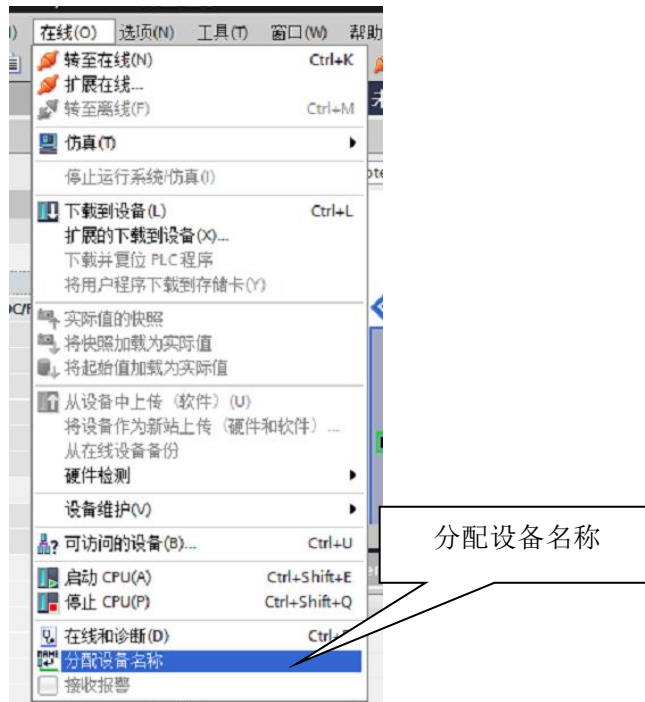 在线(O) 选项(N) 工具(T) 窗口(W) 帮助
转至在线(N) Ctrl+K
扩展在线...
转至离线(F) Ctrl+M
仿真(T)
停止运行系统/仿真(I)
下载到设备(L) Ctrl+L
扩展的下载到设备(X)...
下载并复位 PLC 程序
将用户程序下载到存储卡(Y)
实际值的快照
将快照加载为实际值
将起始值加载为实际值
从设备中上传（软件）(U)
将设备作为新站上传（硬件和软件）...
从在线设备备份
硬件检测
设备维护(V)
可访问的设备(B)... Ctrl+U
分配设备名称
启动 CPU(A) Ctrl+Shift+E
停止 CPU(P) Ctrl+Shift+Q
在线和诊断(D)
分配设备名称
接收报警